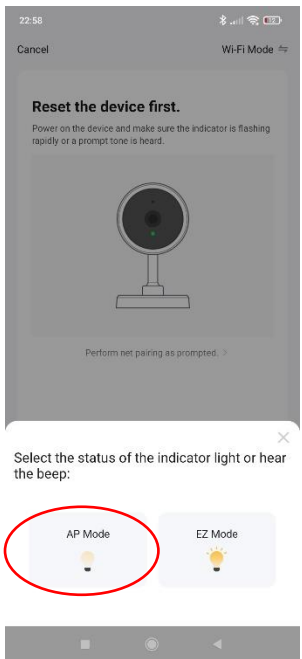 22:58
Cancel Wi-Fi Mode
Reset the device first.
Power on the device and make sure the indicator is flashing
rapidly or a prompt tone is heard.
Perform net pairing as prompted. >
Select the status of the indicator light or hear
the beep:
AP Mode EZ Mode